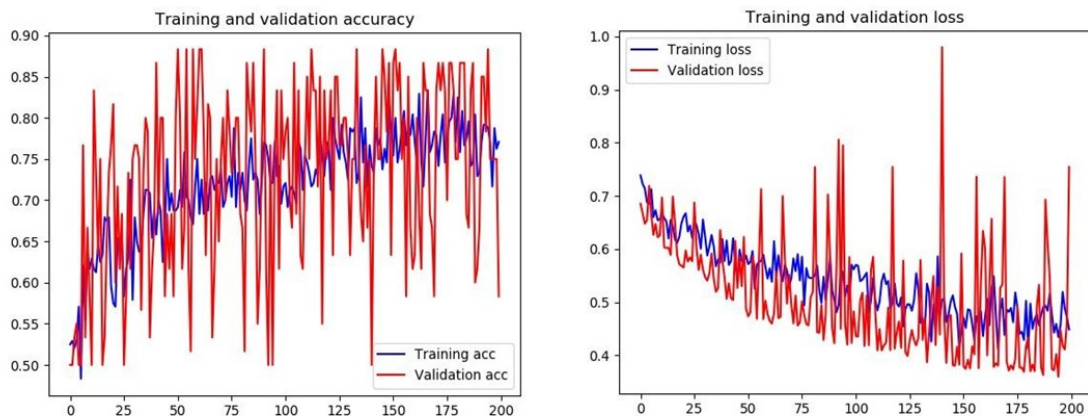 Training and validation accuracy
0.90
0.85
0.80
0.75
0.70
0.65
0.60
0.55
0.50
Training acc
Validation acc
0 25 50 75 100 125 150 175 200
Training and validation loss
1.0
Training loss
Validation loss
0.9
0.8
0.7
0.6
0.5
0.4
0 25 50 75 100 125 150 175 200